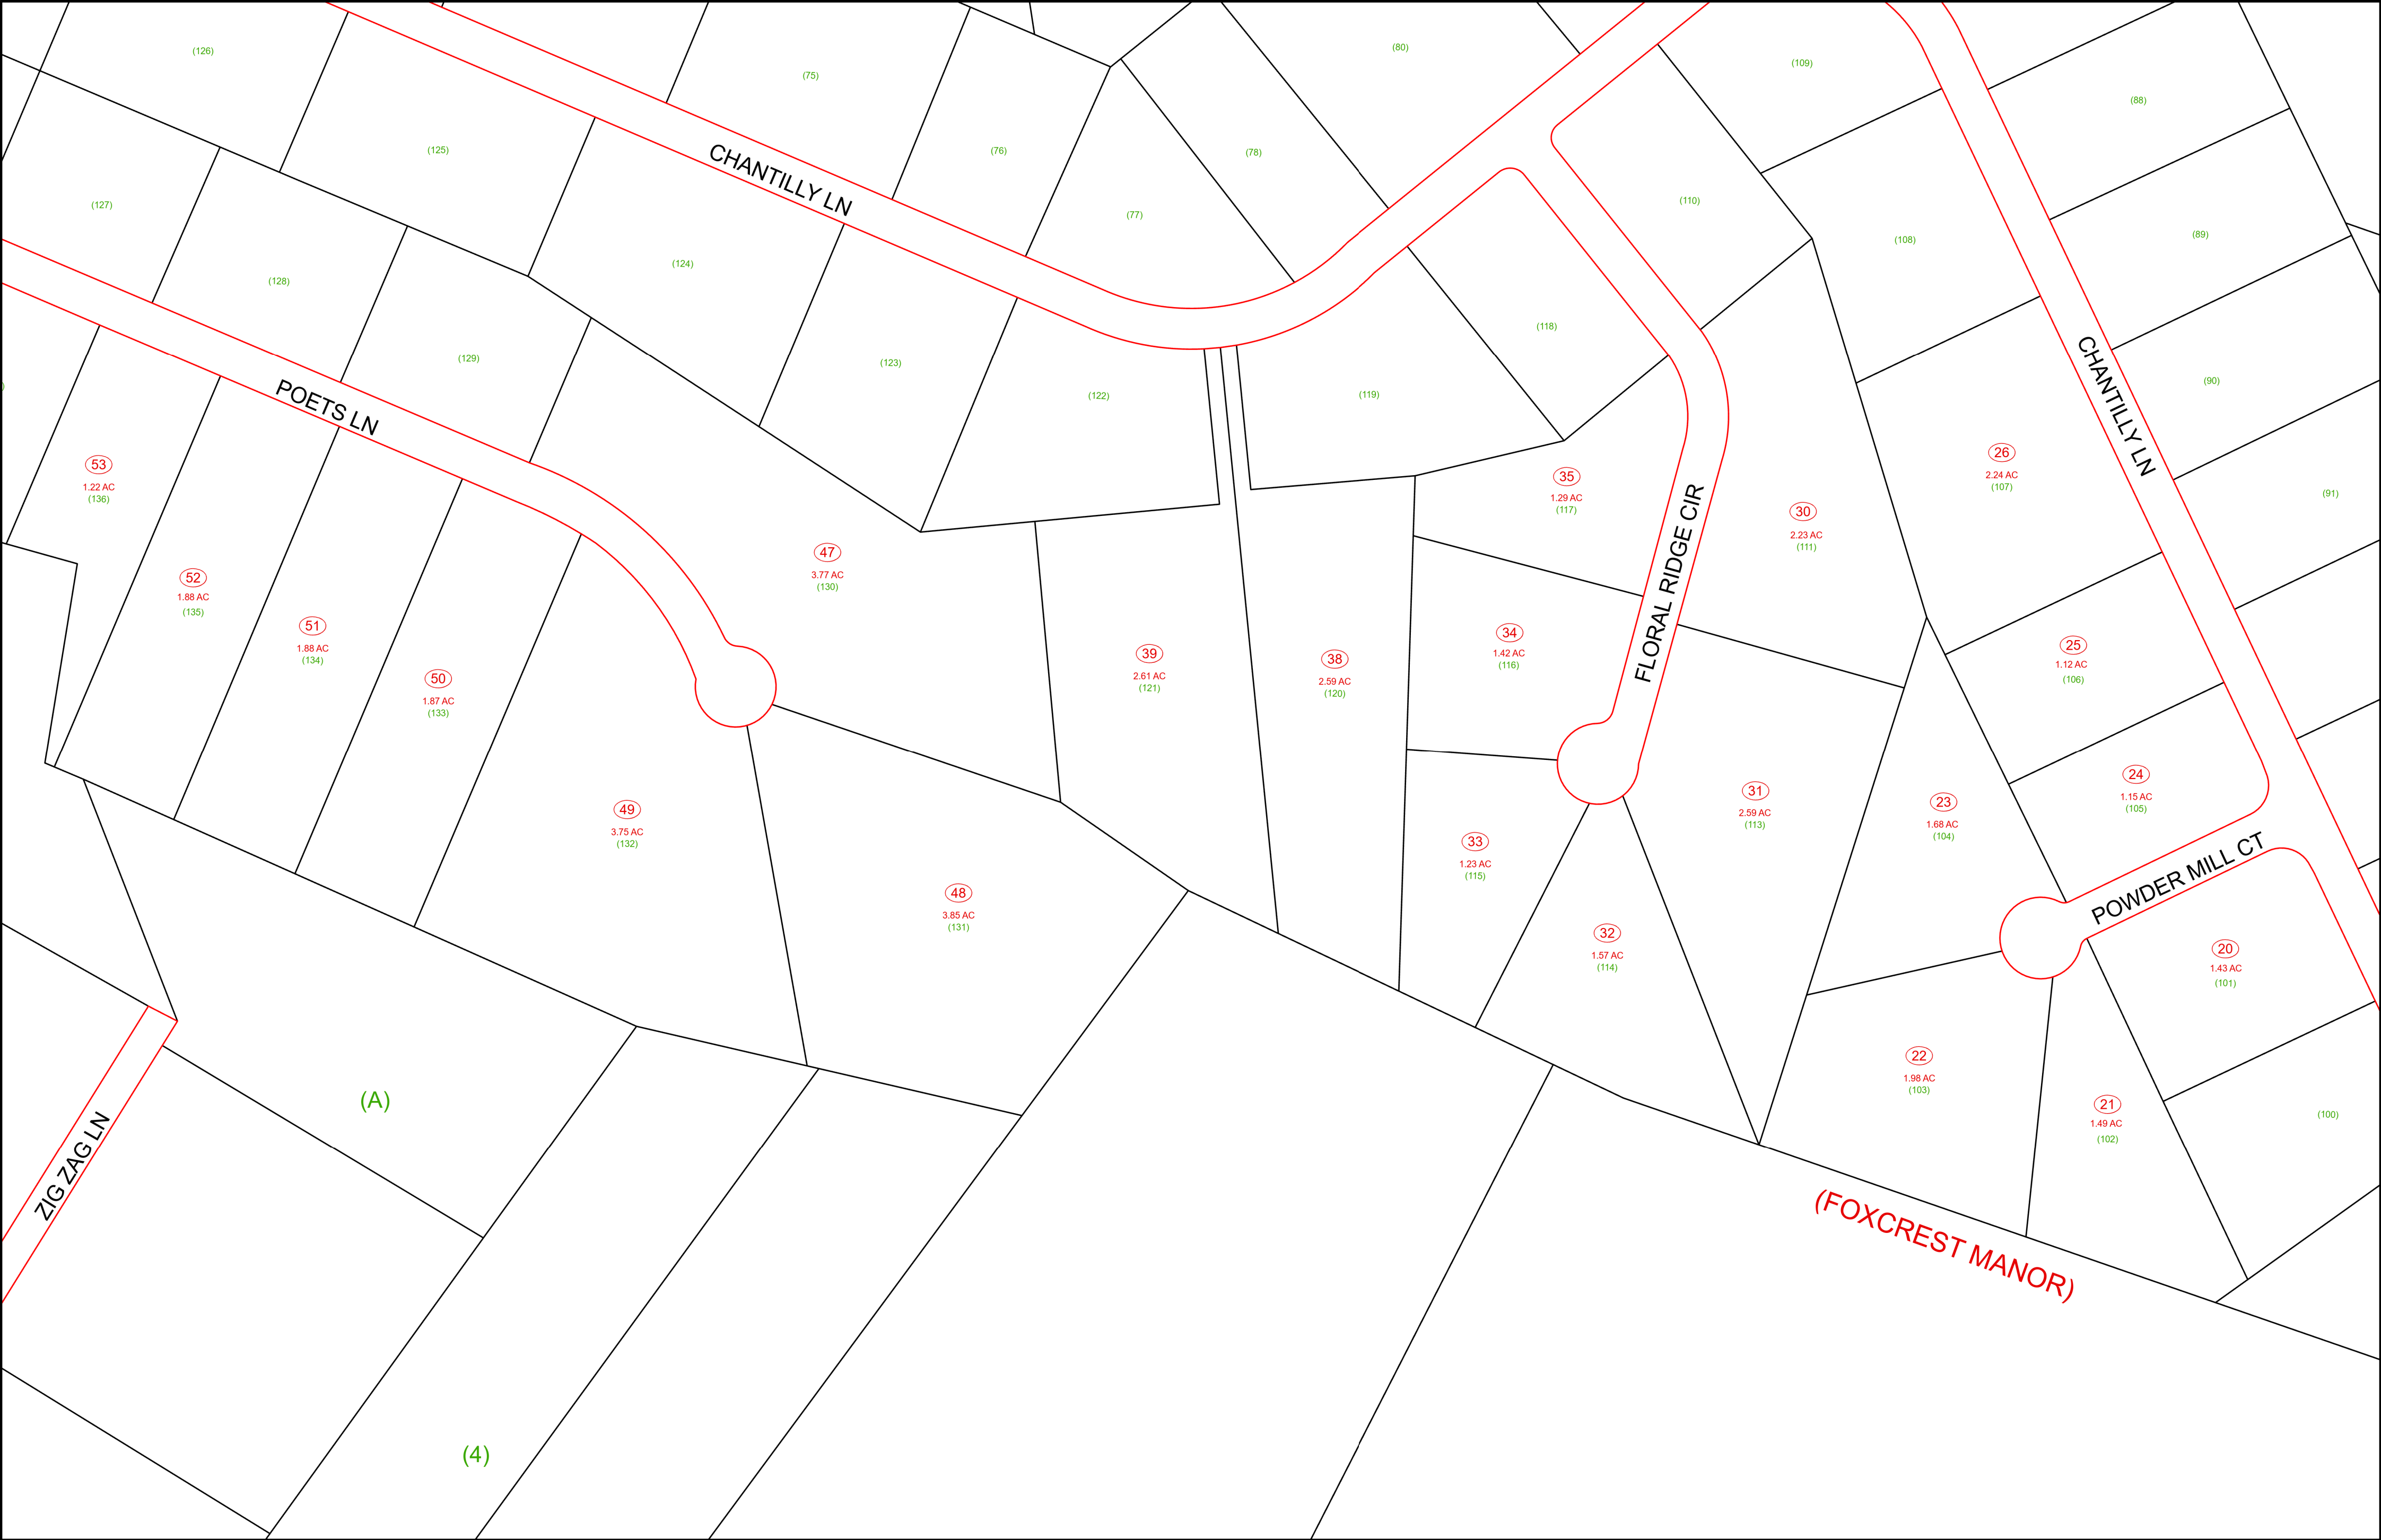 (126)
(75)
(80)
(109)
(88)
(125)
(76)
(78)
CHANTILLY LN
(127)
(77)
(110)
(108)
(89)
(128)
(124)
(118)
(129)
(123)
(122)
(119)
(90)
CHANTILLY LN
POETS LN
53
1.22 AC
(136)
35
1.29 AC
(117)
26
2.24 AC
(107)
(91)
30
2.23 AC
(111)
FLORAL RIDGE CIR
52
1.88 AC
(135)
47
3.77 AC
(130)
51
1.88 AC
(134)
50
1.87 AC
(133)
39
2.61 AC
(121)
38
2.59 AC
(120)
34
1.42 AC
(116)
25
1.12 AC
(106)
24
1.15 AC
(105)
49
3.75 AC
(132)
33
1.23 AC
(115)
31
2.59 AC
(113)
23
1.68 AC
(104)
POWDER MILL CT
48
3.85 AC
(131)
32
1.57 AC
(114)
20
1.43 AC
(101)
22
1.98 AC
(103)
21
1.49 AC
(102)
(100)
(A)
ZIG ZAG LN
(FOXCREST MANOR)
(4)